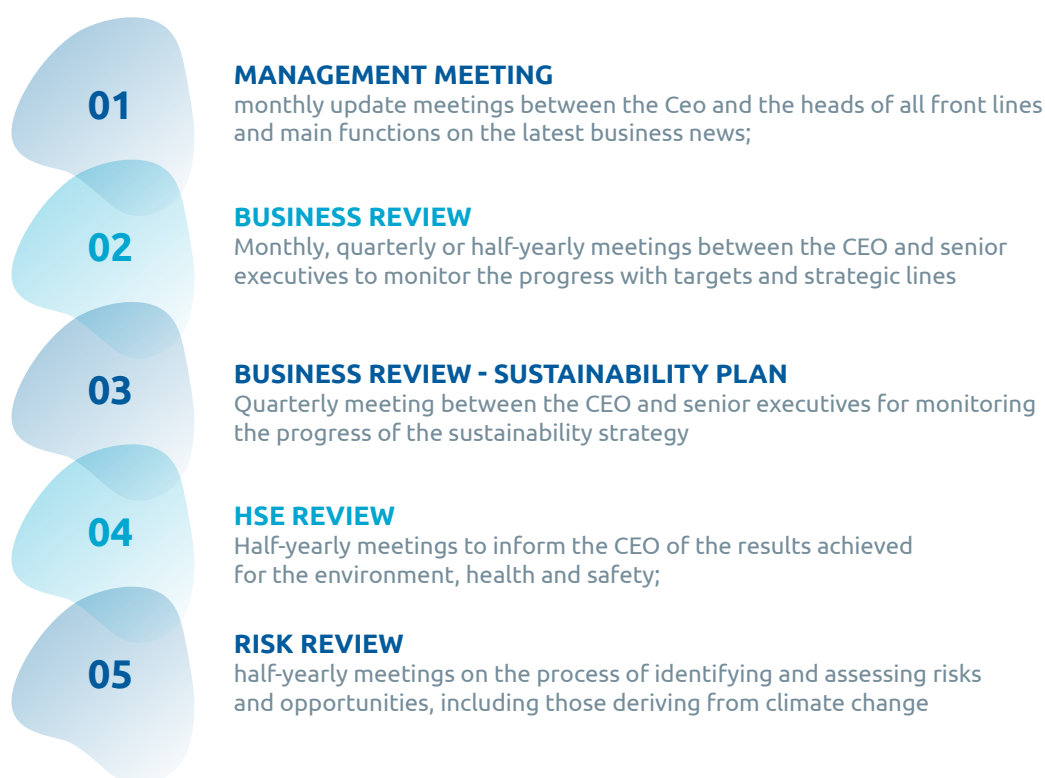 01
MANAGEMENT MEETING
monthly update meetings between the Ceo and the heads of all front lines
and main functions on the latest business news;
02
BUSINESS REVIEW
Monthly, quarterly or half-yearly meetings between the CEO and senior
executives to monitor the progress with targets and strategic lines
03
BUSINESS REVIEW - SUSTAINABILITY PLAN
Quarterly meeting between the CEO and senior executives for monitoring
the progress of the sustainability strategy
04
HSE REVIEW
Half-yearly meetings to inform the CEO of the results achieved
for the environment, health and safety;
05
RISK REVIEW
half-yearly meetings on the process of identifying and assessing risks
and opportunities, including those deriving from climate change